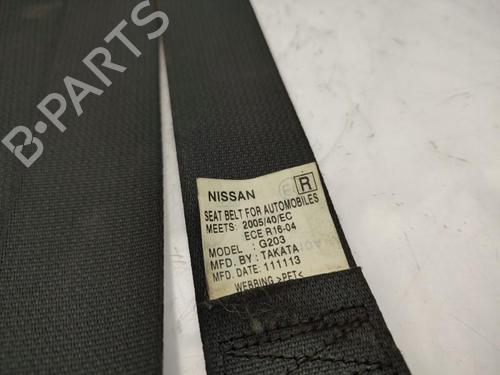 B-PARTS
NISSAN
R
SEAT BELT FOR AUTOMOBILES
MEETS: 2005/40/EC
ECE R16-04
MODEL : G203
MFD. BY : TAKATA
MFD. DATE: 111113
WEBBING >PET<